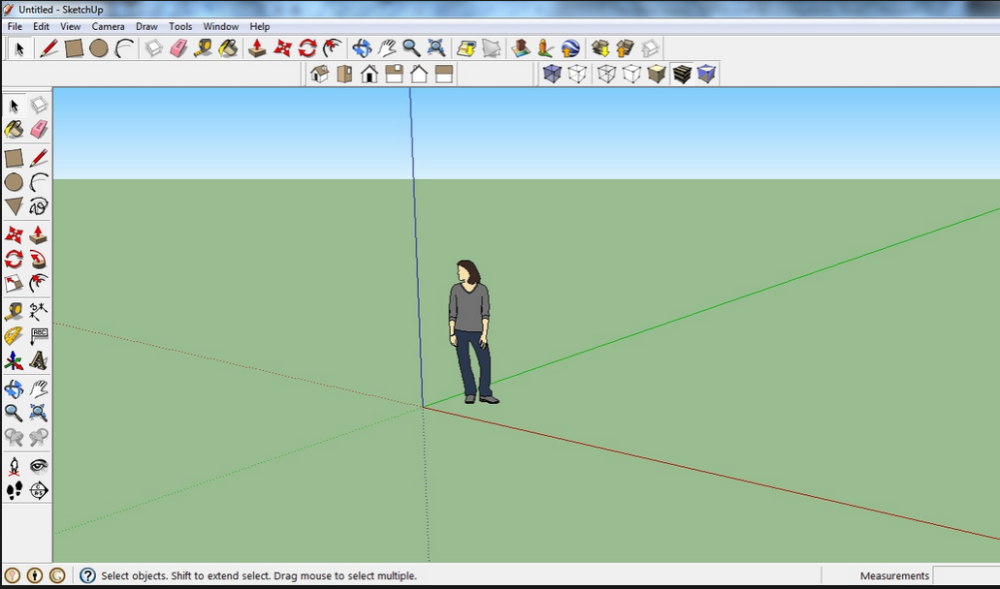 Untitled - SketchUp
File Edit View Camera Draw Tools Window Help
ABC
Select objects. Shift to extend select. Drag mouse to select multiple. Measurements